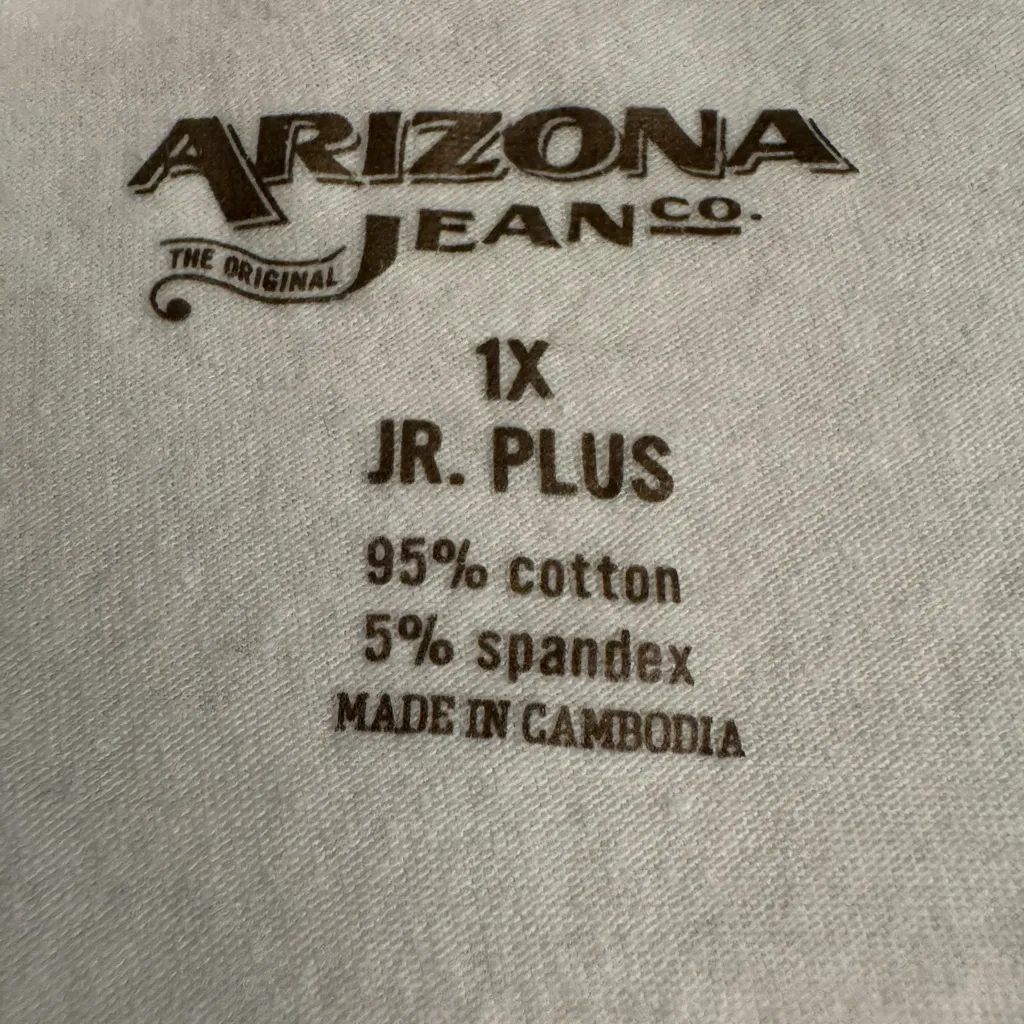 ARIZONA
JEAN CO.
THE ORIGINAL
1X
JR. PLUS
95% cotton
5% spandex
MADE IN CAMBODIA